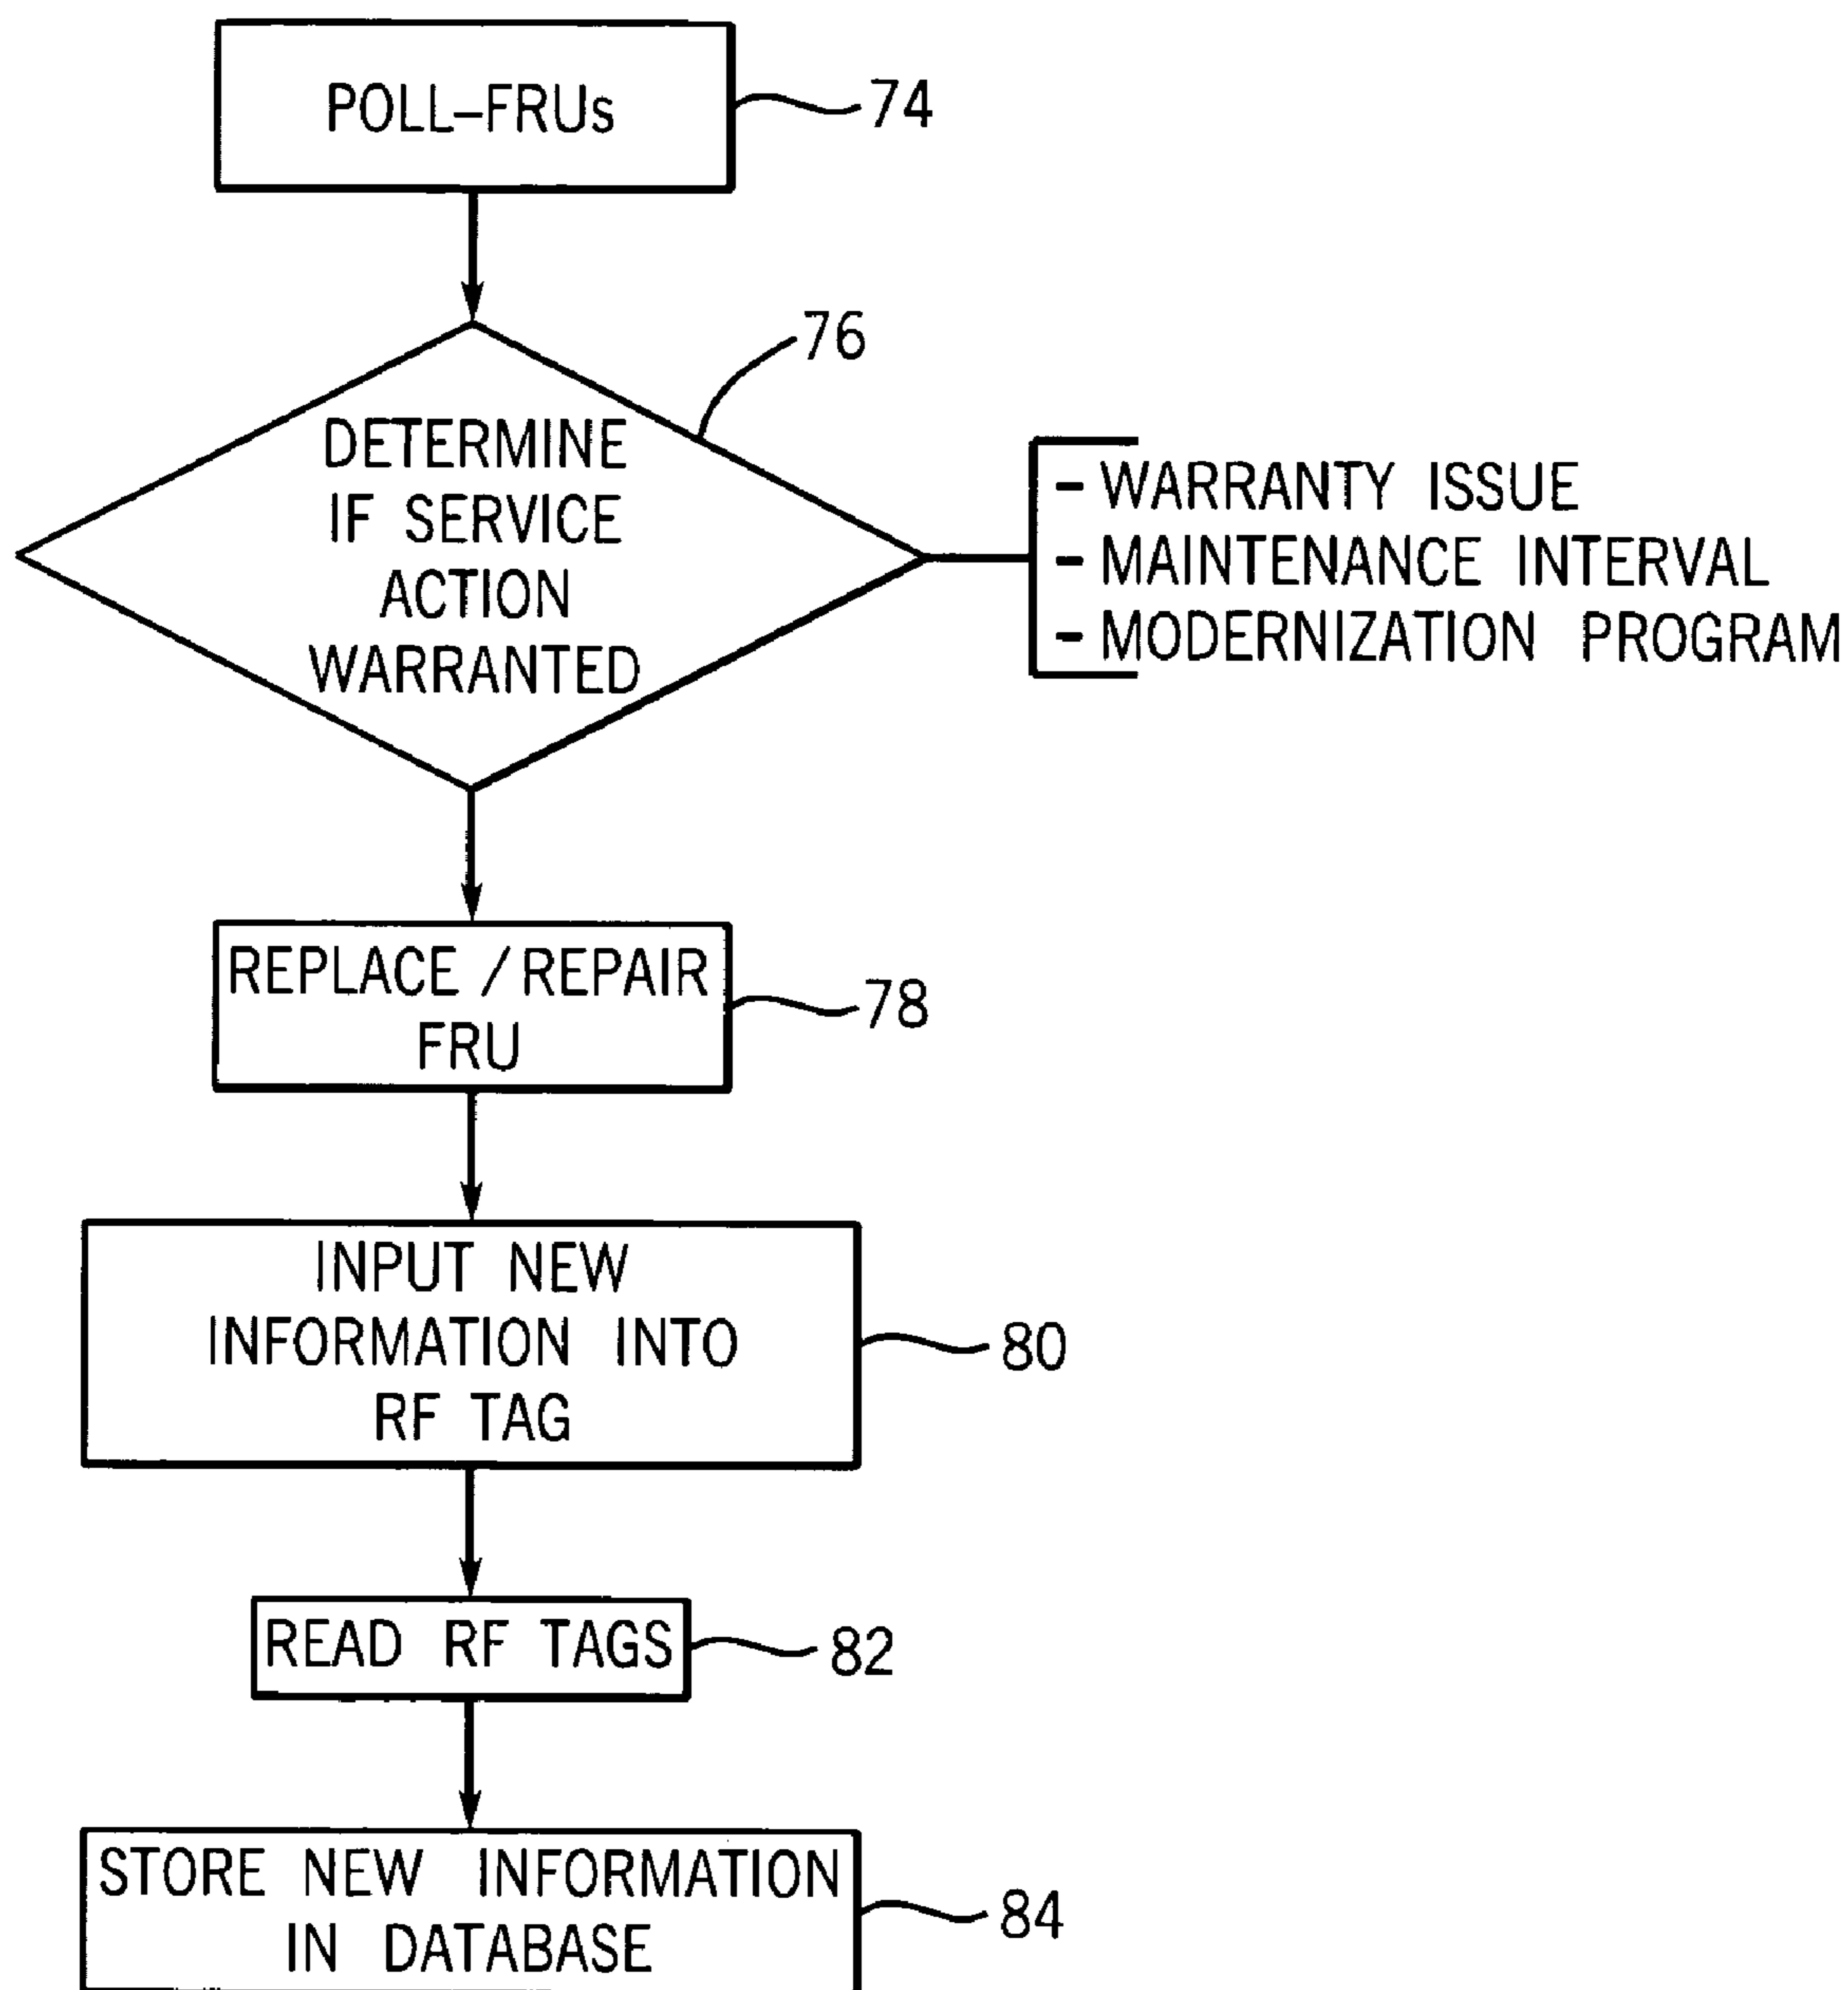 POLL-FRUs
74
76
DETERMINE
IF SERVICE
ACTION
WARRANTED
- WARRANTY ISSUE
- MAINTENANCE INTERVAL
- MODERNIZATION PROGRAM
REPLACE / REPAIR
FRU
78
INPUT NEW
INFORMATION INTO
RF TAG
80
READ RF TAGS
82
STORE NEW INFORMATION
IN DATABASE
84